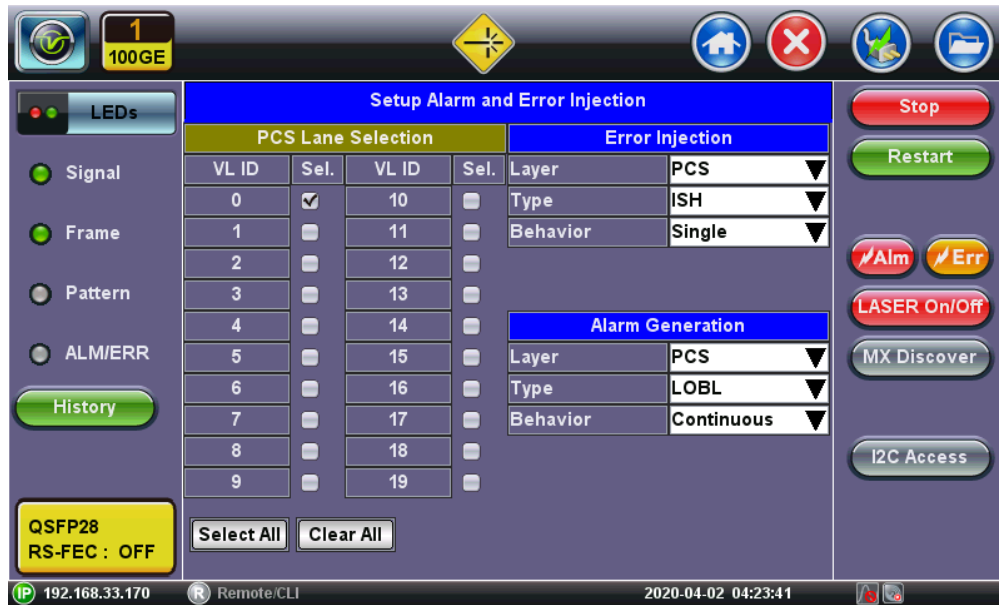 1
100GE
LEDs
Signal
Frame
Pattern
ALM/ERR
History
QSFP28
RS-FEC : OFF
Setup Alarm and Error Injection
PCS Lane Selection
VL ID Sel. VL ID Sel.
0 10
1 11
2 12
3 13
4 14
5 15
6 16
7 17
8 18
9 19
Select All Clear All
Error Injection
Layer PCS
Type ISH
Behavior Single
Alarm Generation
Layer PCS
Type LOBL
Behavior Continuous
Stop
Restart
Alm Err
LASER On/Off
MX Discover
I2C Access
IP 192.168.33.170 R Remote/CLI 2020-04-02 04:23:41